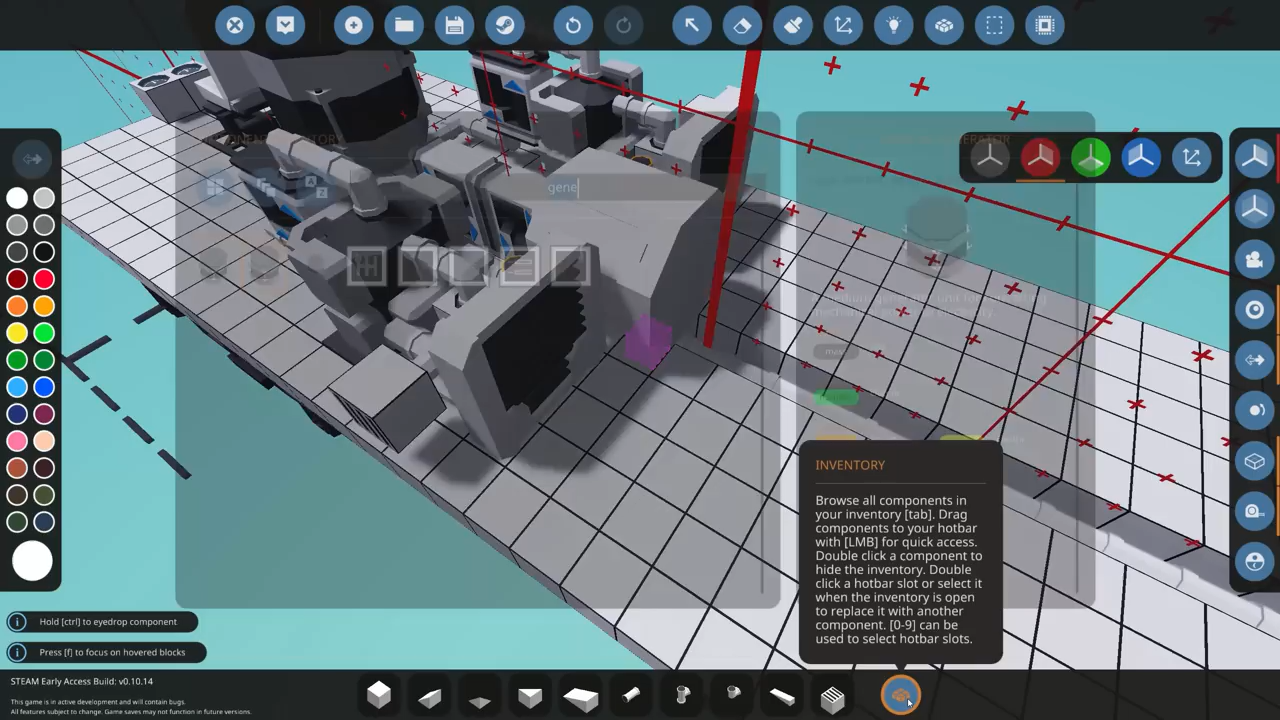 COMPONENT INVENTORY
gene
INVENTORY
Browse all components in
your inventory [tab]. Drag
components to your hotbar
with [LMB] for quick access.
Double click a component to
hide the inventory. Double
click a hotbar slot or select it
when the inventory is open
to replace it with another
component. [0-9] can be
used to select hotbar slots.
Hold [ctrl] to eyedrop component
Press [f] to focus on hovered blocks
STEAM Early Access Build: v0.10.14
This game is in active development and will contain bugs.
All features subject to change. Game saves may not function in future versions.